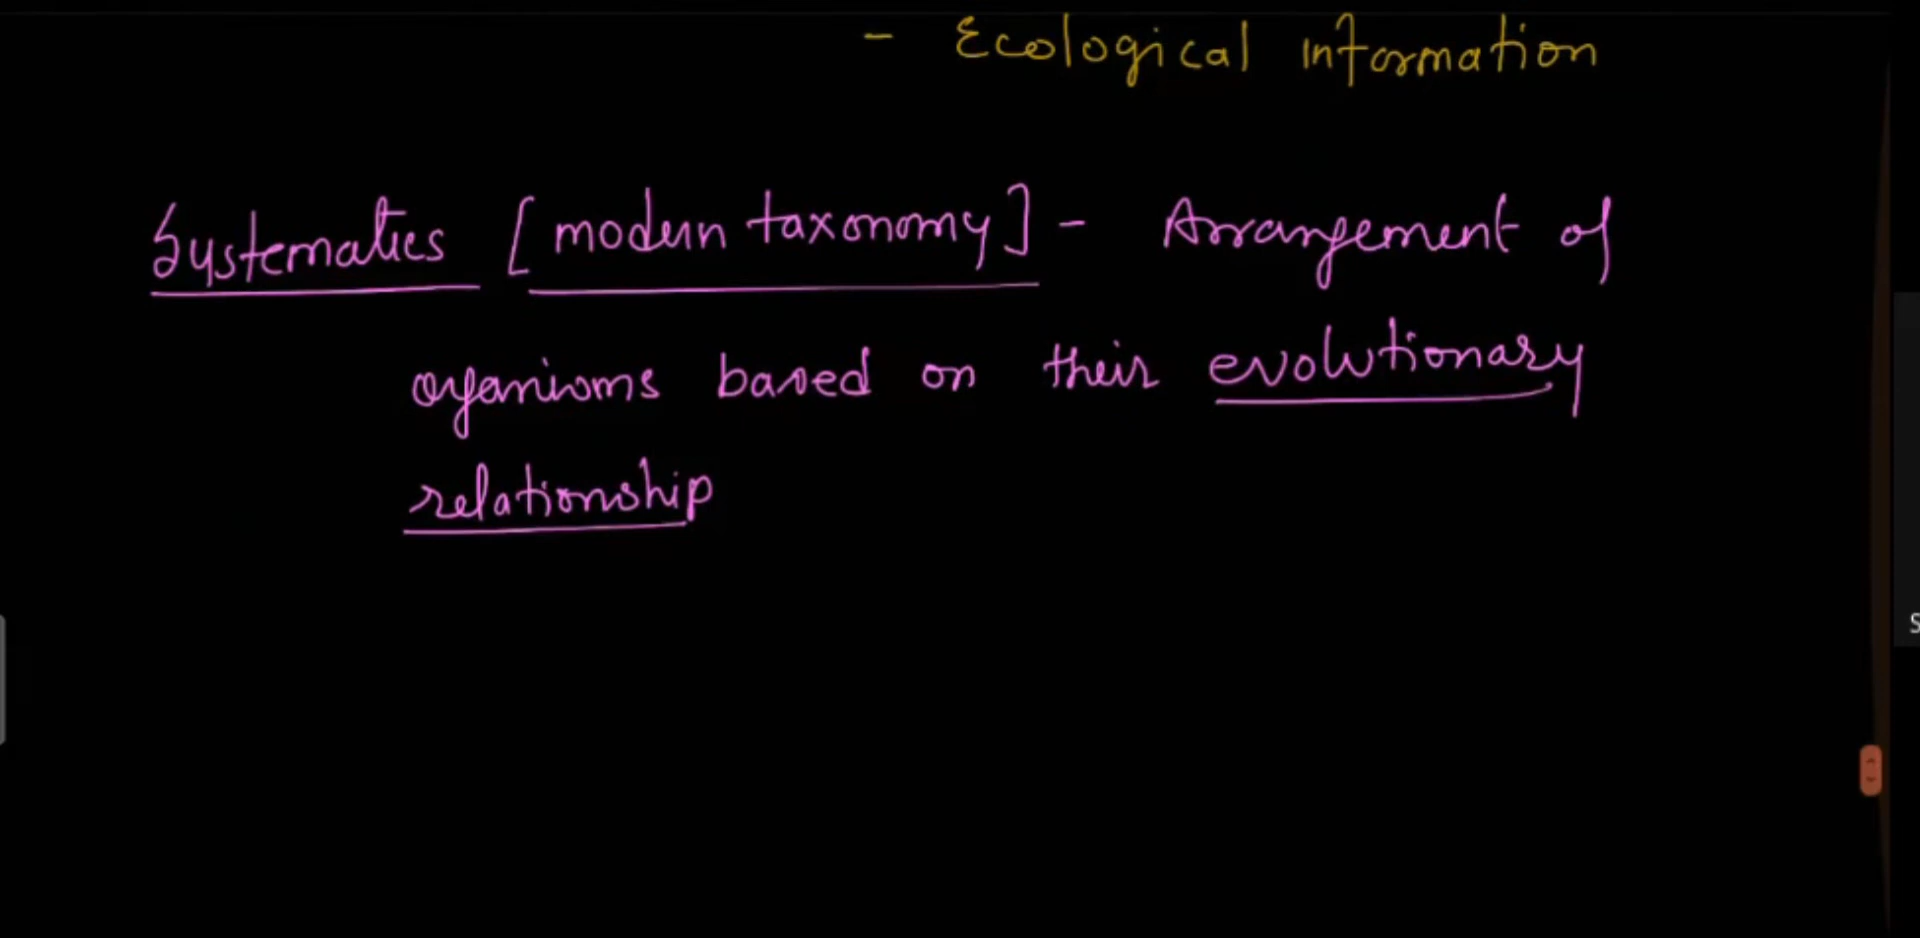 - Ecological information
Systematics [modern taxonomy] - Arrangement of
organisms based on their evolutionary
relationship
S